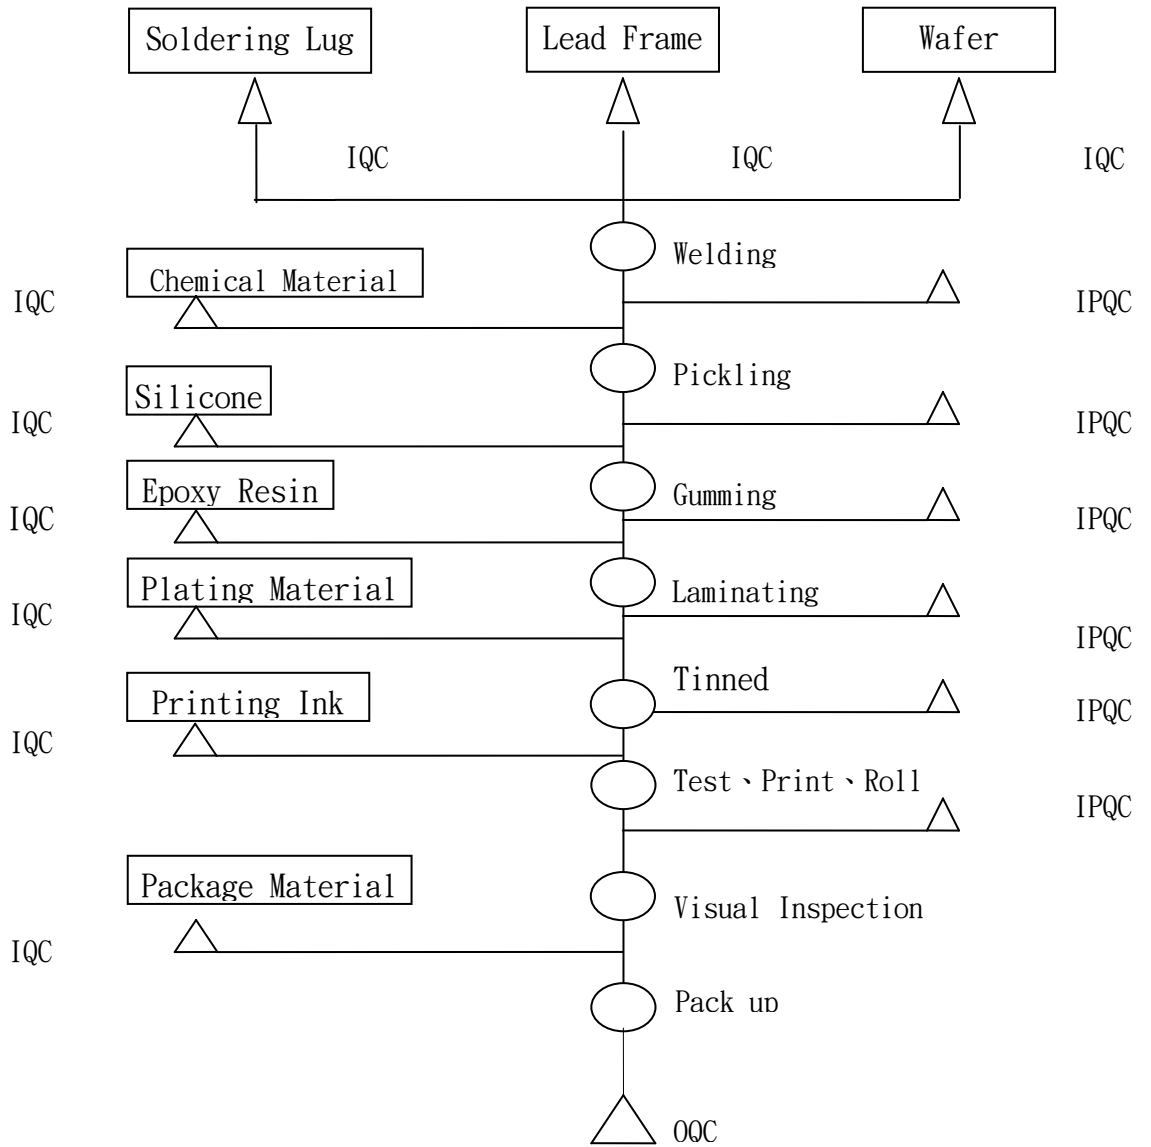 Soldering Lug
Lead Frame
Wafer
IQC
IQC
IQC
Welding
Chemical Material
IQC
IPQC
Pickling
Silicone
IQC
IPQC
Gumming
Epoxy Resin
IQC
IPQC
Laminating
Plating Material
IQC
IPQC
Tinned
Printing Ink
IPQC
IQC
Test、Print、Roll
IPQC
Package Material
Visual Inspection
IQC
Pack up
OQC